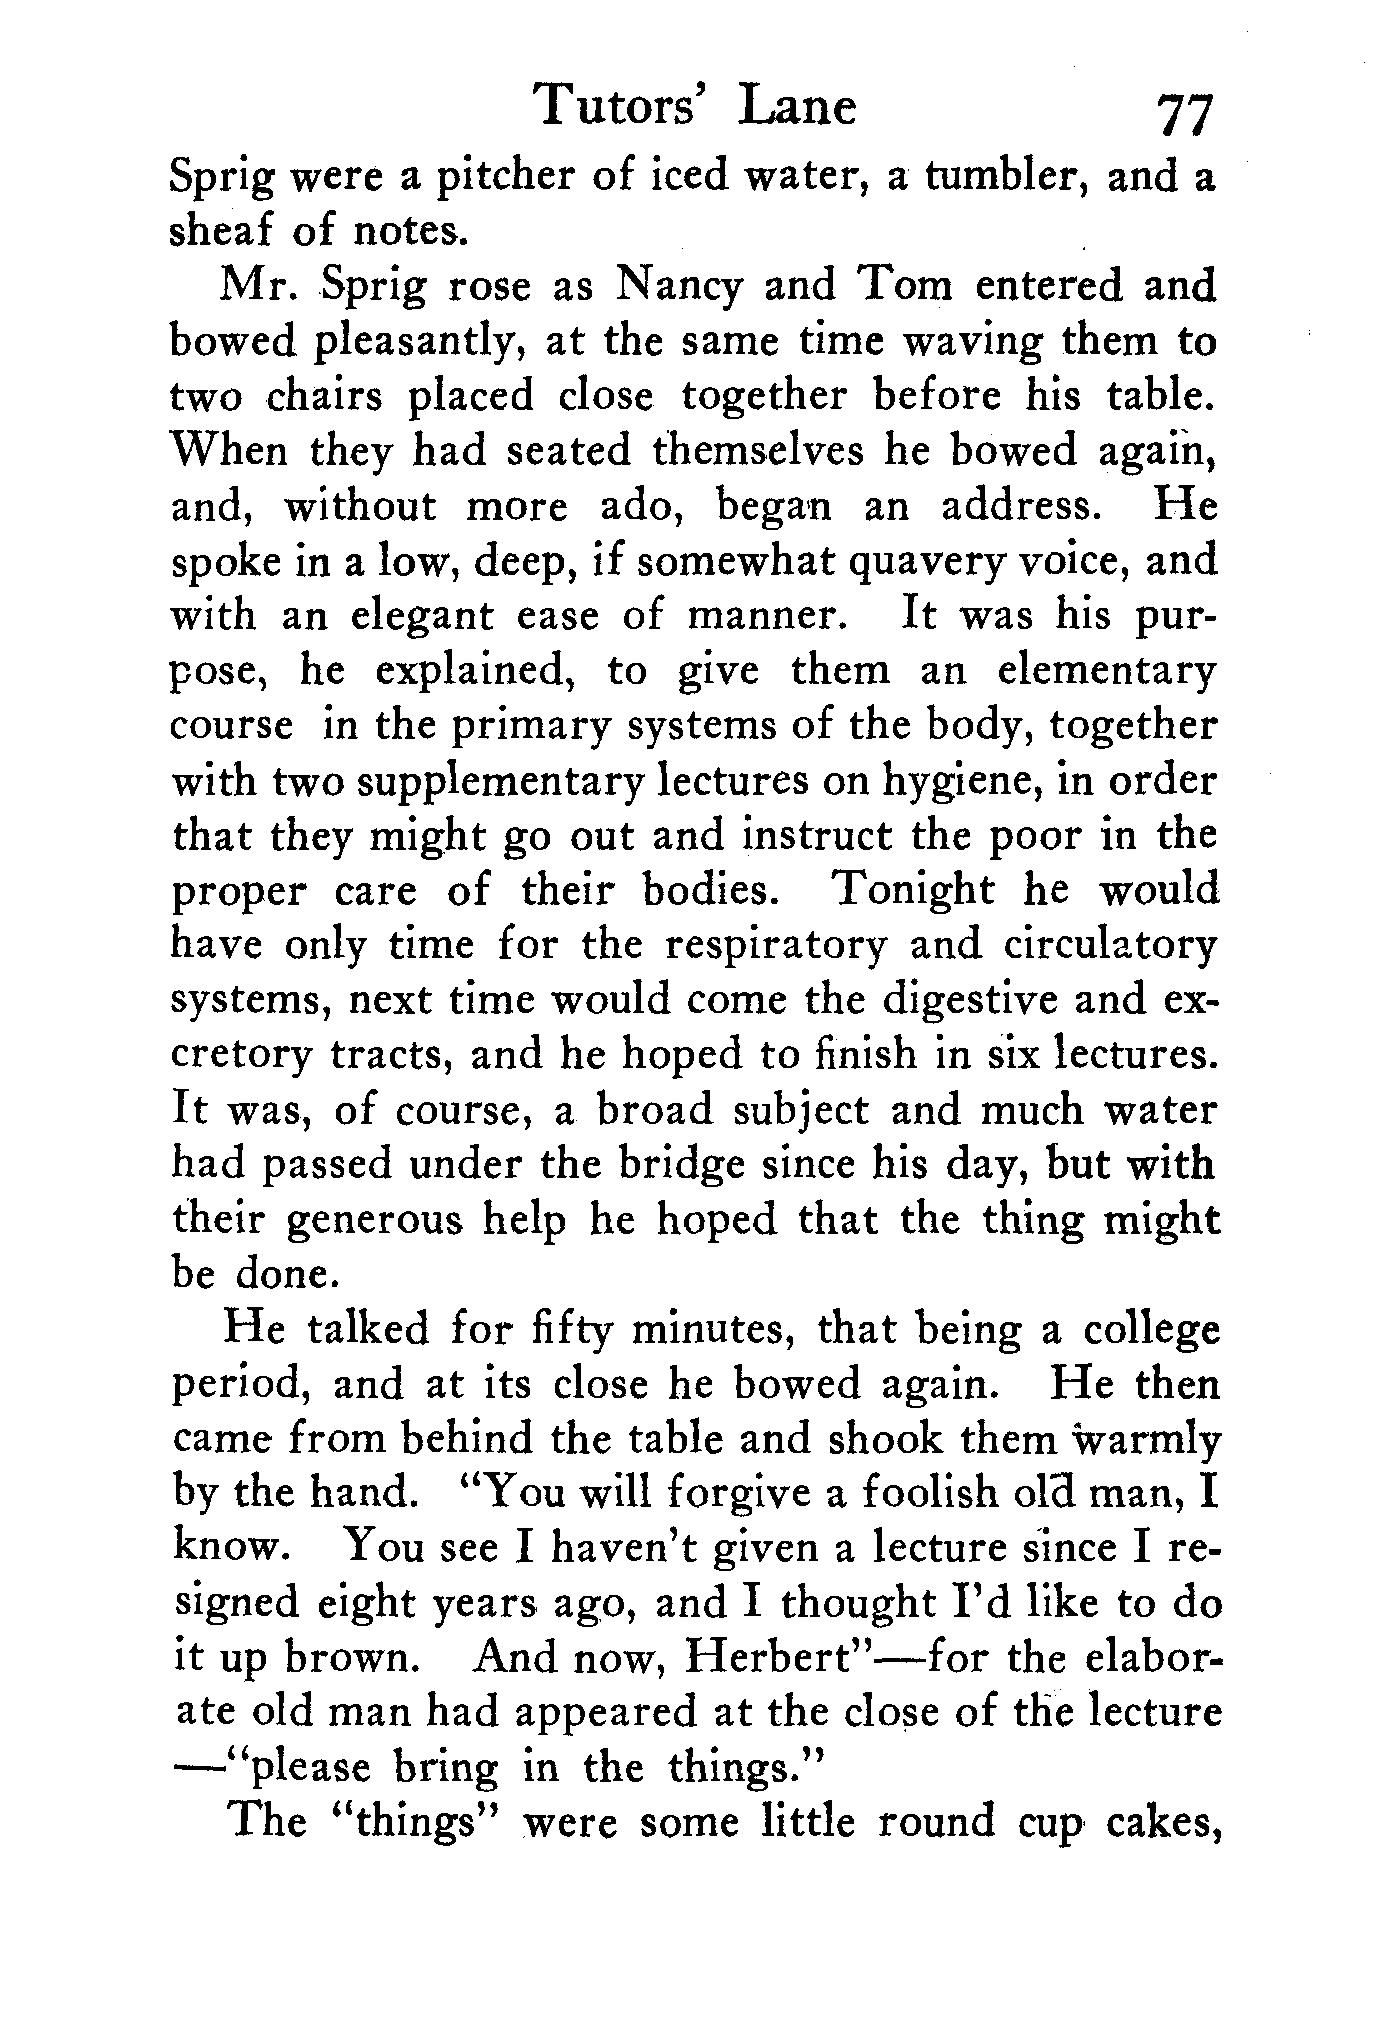 Tutors' Lane 77
Sprig were a pitcher of iced water, a tumbler, and a
sheaf of notes.
Mr. Sprig rose as Nancy and Tom entered and
bowed pleasantly, at the same time waving them to
two chairs placed close together before his table.
When they had seated themselves he bowed again,
and, without more ado, began an address. He
spoke in a low, deep, if somewhat quavery voice, and
with an elegant ease of manner. It was his pur-
pose, he explained, to give them an elementary
course in the primary systems of the body, together
with two supplementary lectures on hygiene, in order
that they might go out and instruct the poor in the
proper care of their bodies. Tonight he would
have only time for the respiratory and circulatory
systems, next time would come the digestive and ex-
cretory tracts, and he hoped to finish in six lectures.
It was, of course, a broad subject and much water
had passed under the bridge since his day, but with
their generous help he hoped that the thing might
be done.
He talked for fifty minutes, that being a college
period, and at its close he bowed again. He then
came from behind the table and shook them warmly
by the hand. "You will forgive a foolish old man, I
know. You see I haven't given a lecture since I re-
signed eight years ago, and I thought I'd like to do
it up brown. And now, Herbert"—for the elabor-
ate old man had appeared at the close of the lecture
—"please bring in the things."
The "things" were some little round cup cakes,